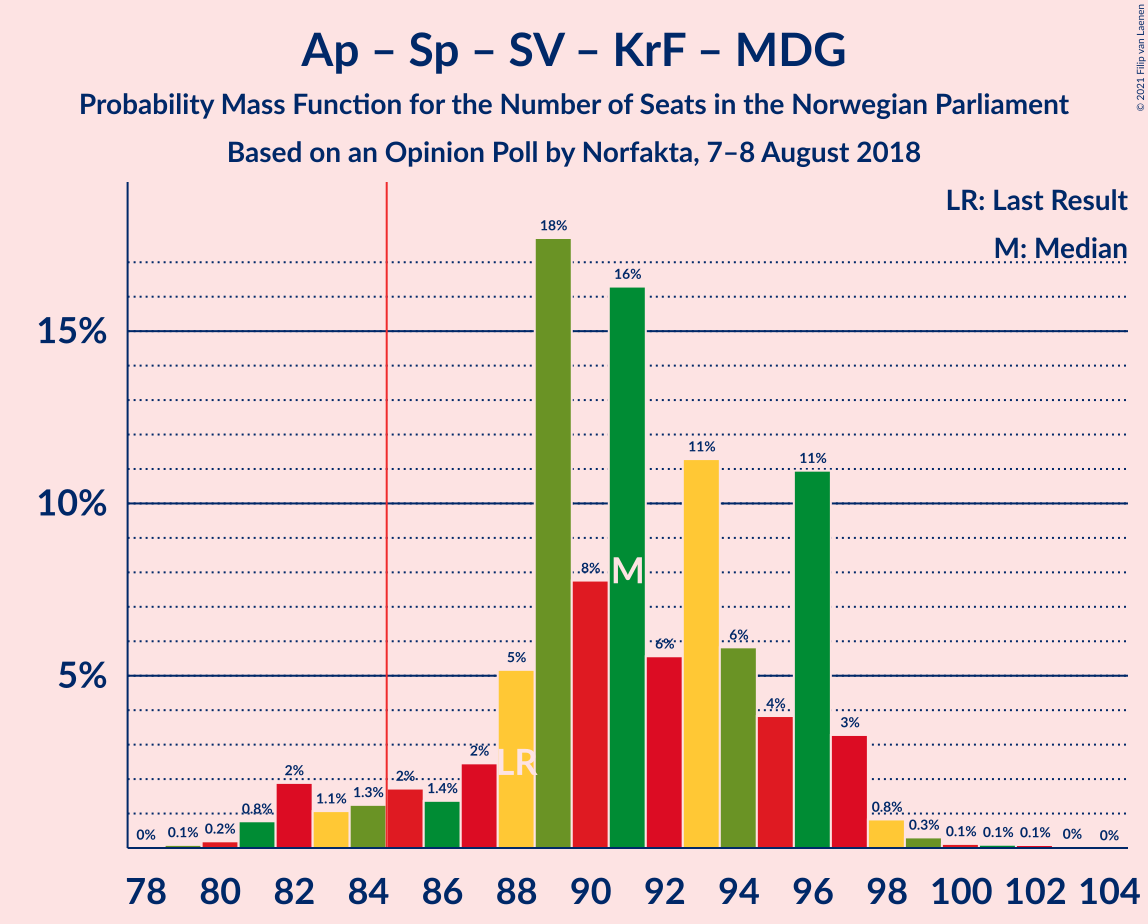 Ap – Sp – SV – KrF – MDG
Probability Mass Function for the Number of Seats in the Norwegian Parliament
Based on an Opinion Poll by Norfakta, 7–8 August 2018
© 2021 Filip van Laenen
LR: Last Result
M: Median
15%
10%
5%
0% 0.1% 0.2% 0.8% 2% 1.1% 1.3% 2% 1.4% 2% 5% 18% 8% 16% 6% 11% 6% 4% 11% 3% 0.8% 0.3% 0.1% 0.1% 0.1% 0% 0%
LR
M
78 80 82 84 86 88 90 92 94 96 98 100 102 104